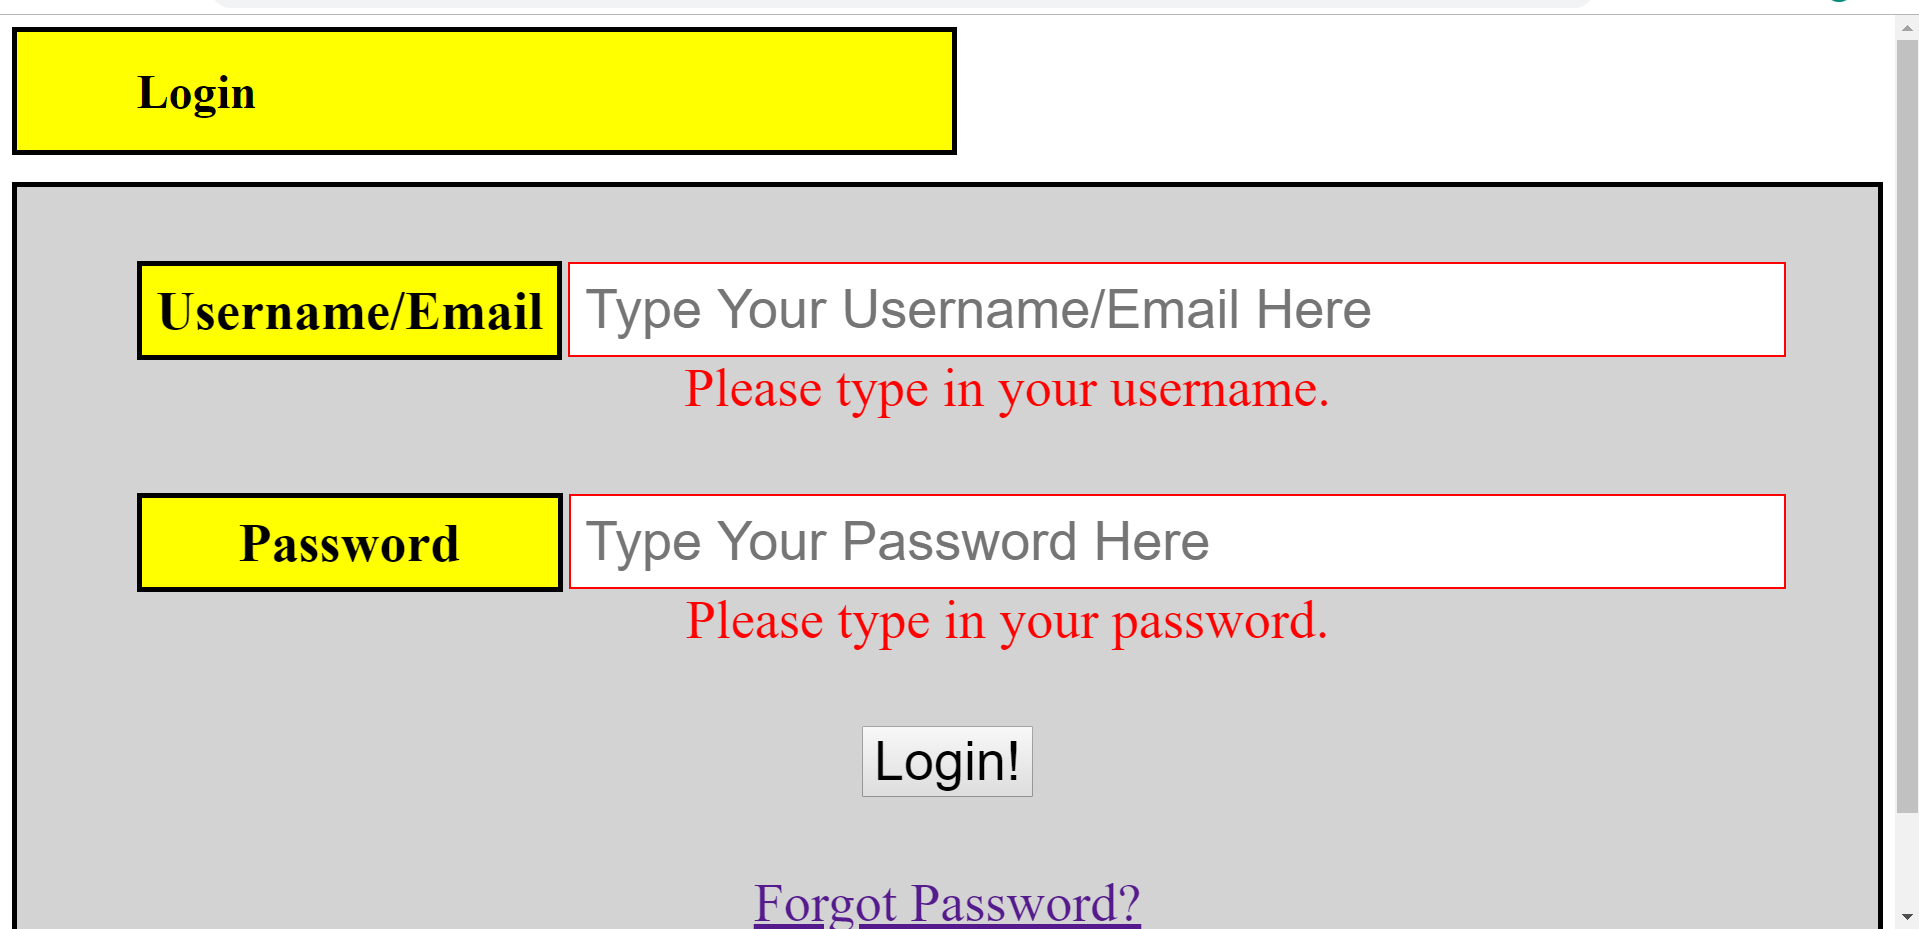 Login
Username/Email Type Your Username/Email Here
Please type in your username.
Password Type Your Password Here
Please type in your password.
Login!
Forgot Password?